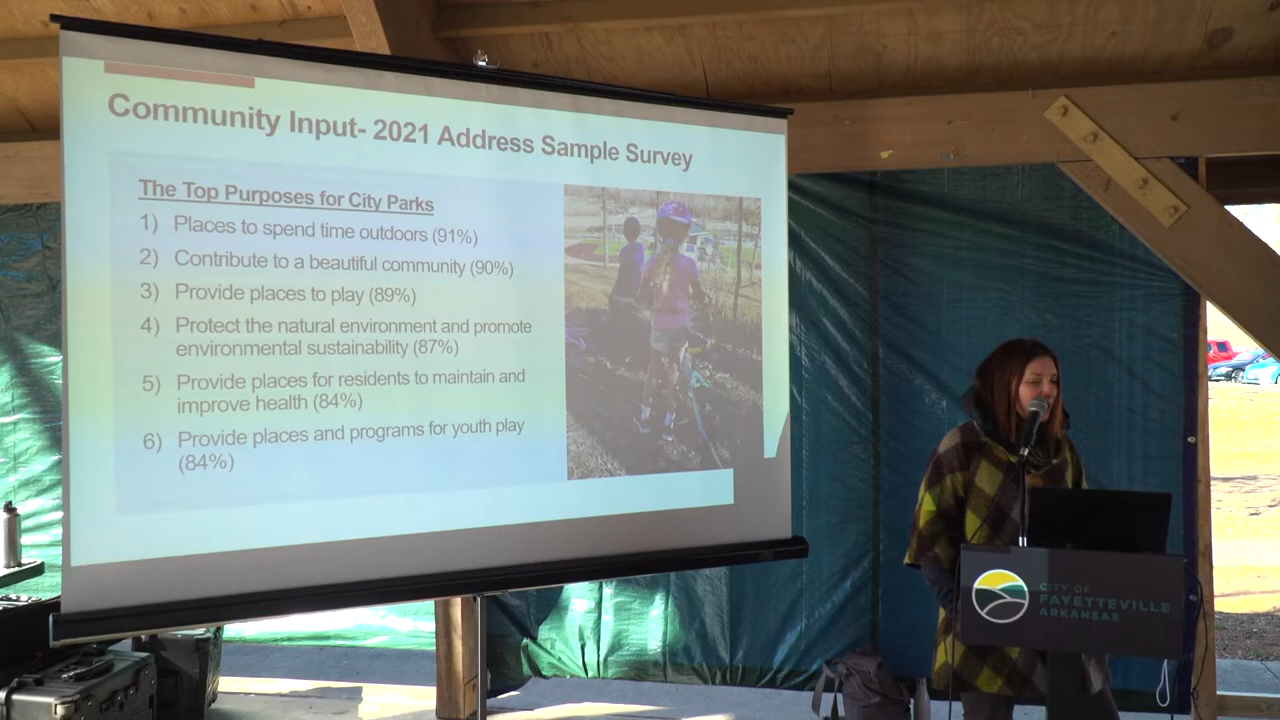 Community Input- 2021 Address Sample Survey
The Top Purposes for City Parks
1) Places to spend time outdoors (91%)
2) Contribute to a beautiful community (90%)
3) Provide places to play (89%)
4) Protect the natural environment and promote
environmental sustainability (87%)
5) Provide places for residents to maintain and
improve health (84%)
6) Provide places and programs for youth play
(84%)
CITY OF
FAYETTEVILLE
ARKANSAS